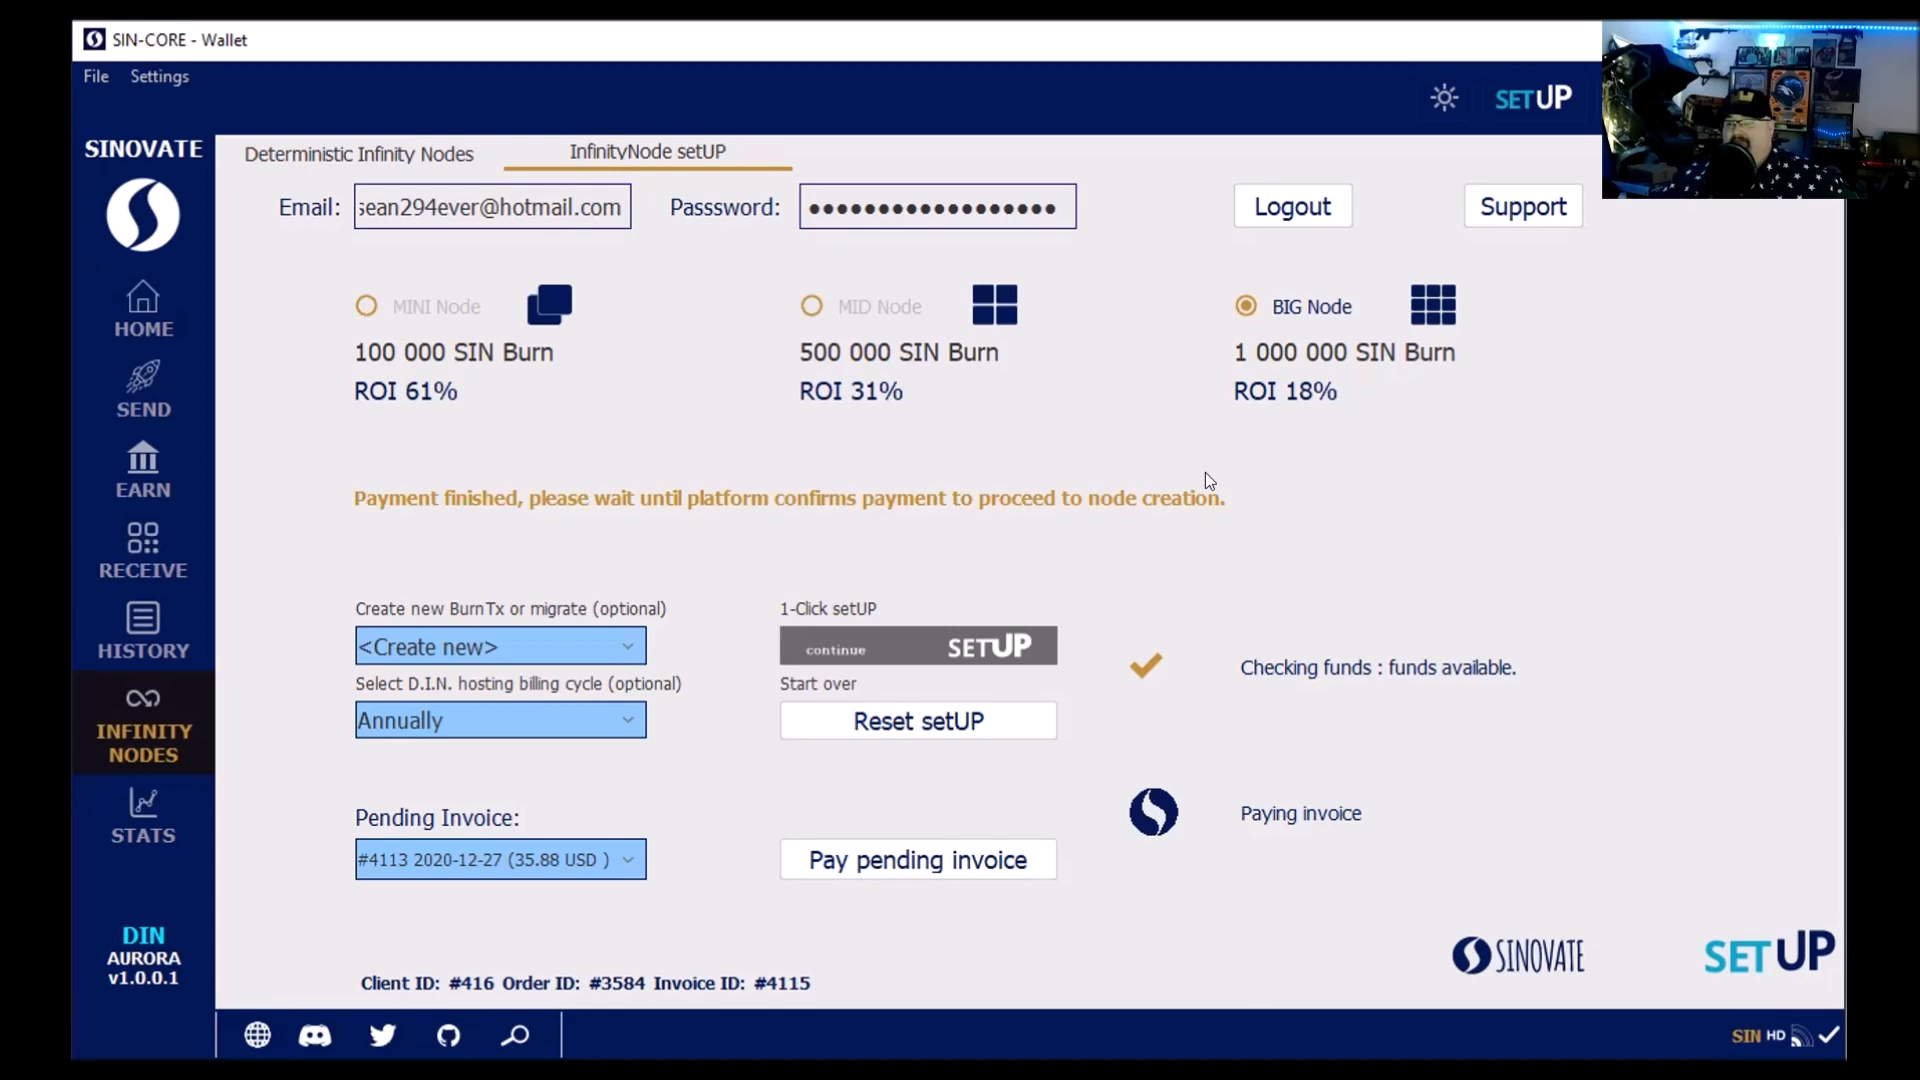 SIN-CORE - Wallet
File Settings
SETUP
SINOVATE
Deterministic Infinity Nodes
InfinityNode setUP
Email: sean294ever@hotmail.com
Passsword: ●●●●●●●●●●●●●●●●●●
Logout
Support
HOME
SEND
EARN
RECEIVE
HISTORY
INFINITY
NODES
STATS
MINI Node
100 000 SIN Burn
ROI 61%
MID Node
500 000 SIN Burn
ROI 31%
BIG Node
1 000 000 SIN Burn
ROI 18%
Payment finished, please wait until platform confirms payment to proceed to node creation.
Create new BurnTx or migrate (optional)
<Create new>
Select D.I.N. hosting billing cycle (optional)
Annually
1-Click setUP
continue SETUP
Start over
Reset setUP
Checking funds : funds available.
Pending Invoice:
#4113 2020-12-27 (35.88 USD )
Pay pending invoice
Paying invoice
DIN
AURORA
v1.0.0.1
SINOVATE
SETUP
Client ID: #416 Order ID: #3584 Invoice ID: #4115
SIN HD